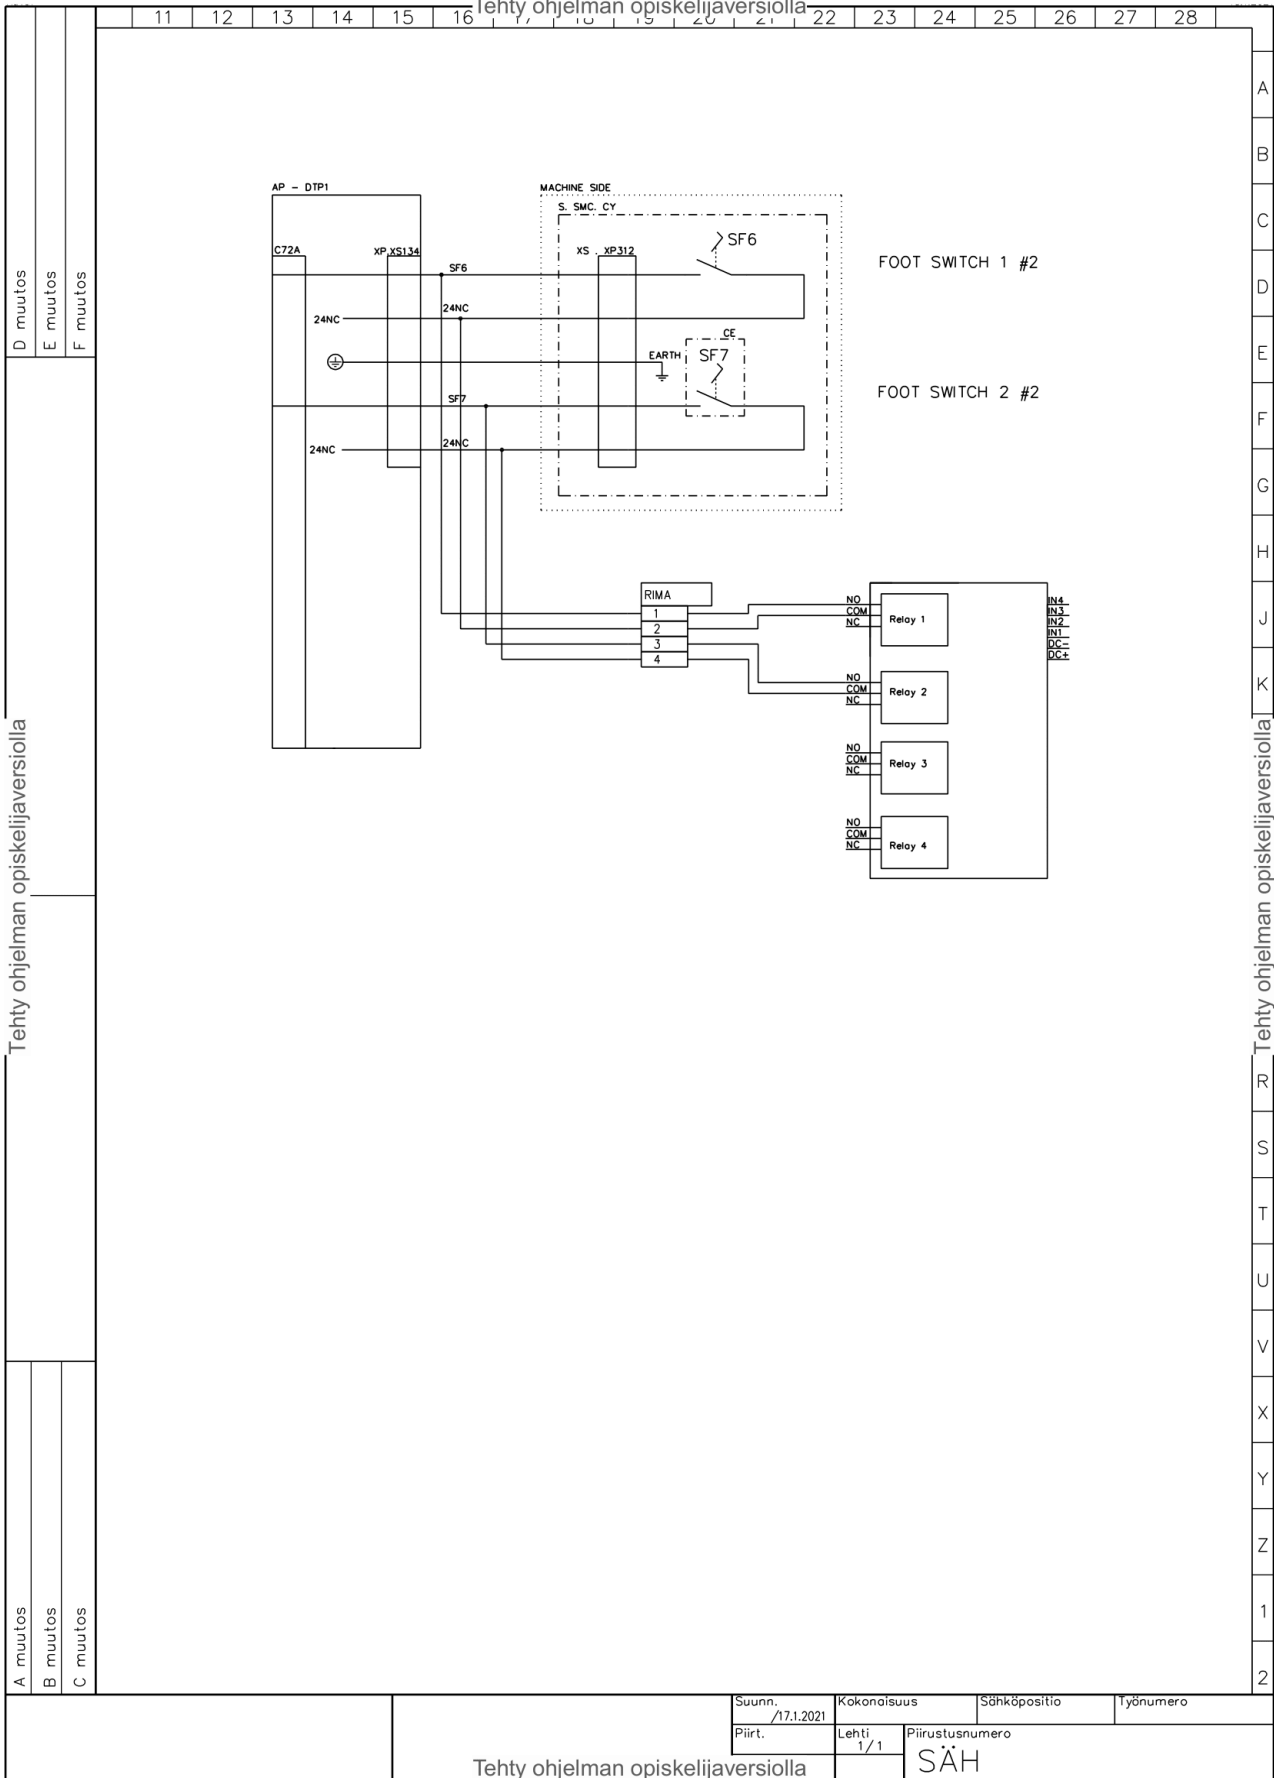 Tehty ohjelman opiskelijaversiolla
11 12 13 14 15 16 17 18 19 20 21 22 23 24 25 26 27 28
A
B
C
D
E
F
G
H
J
K
R
S
T
U
V
X
Y
Z
1
2
D muutos
E muutos
F muutos
Tehty ohjelman opiskelijaversiolla
Tehty ohjelman opiskelijaversiolla
A muutos
B muutos
C muutos
AP - DTP1
C72A
XP.XS134
MACHINE SIDE
S. SMC. CY
XS . XP312
SF6
SF6
FOOT SWITCH 1 #2
24NC
24NC
EARTH
CE
SF7
SF7
FOOT SWITCH 2 #2
24NC
24NC
RIMA
1
2
3
4
NO
COM
NC
Relay 1
NO
COM
NC
Relay 2
NO
COM
NC
Relay 3
NO
COM
NC
Relay 4
IN4
IN3
IN2
IN1
DC-
DC+
Suunn.
/17.1.2021
Kokonaisuus
Sähköpositio
Työnumero
Piirt.
Lehti
1/1
Piirustusnumero
SÄH
Tehty ohjelman opiskelijaversiolla